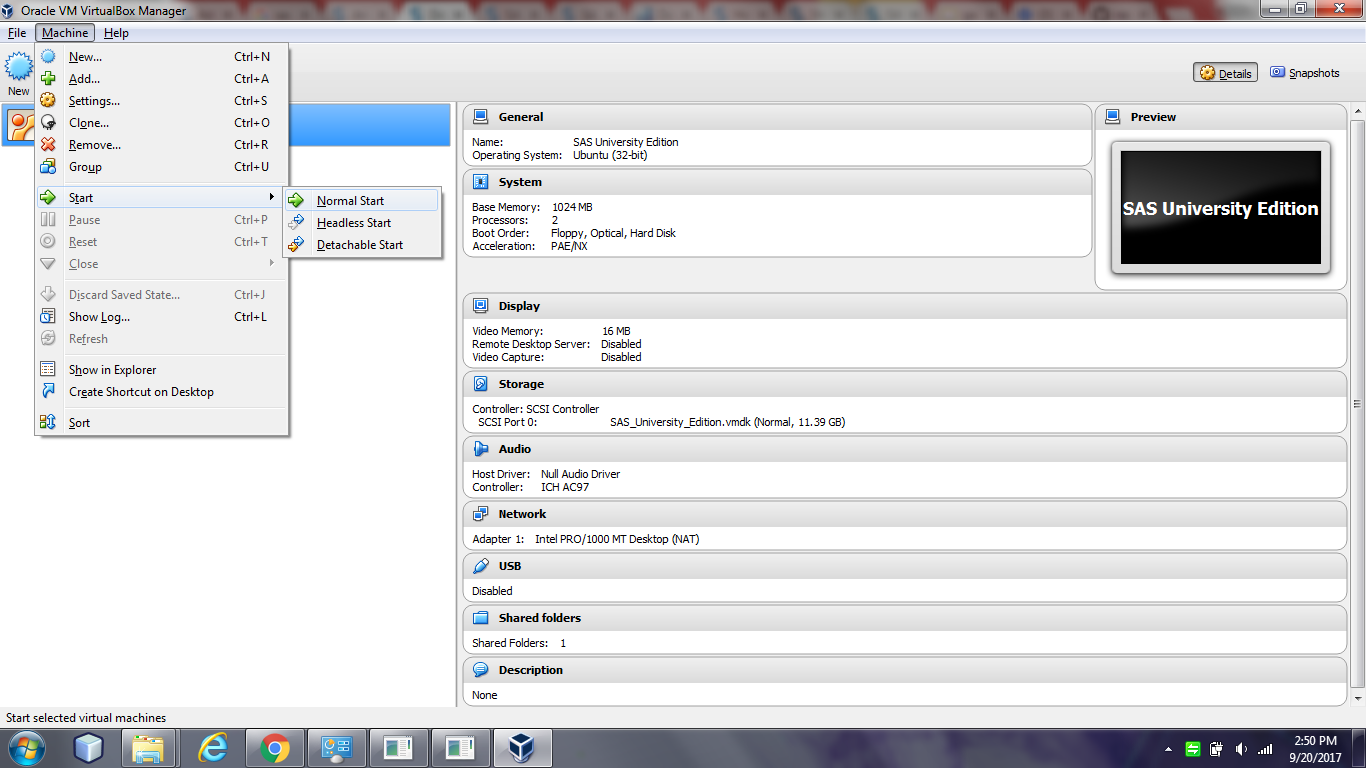 Oracle VM VirtualBox Manager
File Machine Help
New
New... Ctrl+N
Add... Ctrl+A
Settings... Ctrl+S
Clone... Ctrl+O
Remove... Ctrl+R
Group Ctrl+U
Start
Pause Ctrl+P
Reset Ctrl+T
Close
Discard Saved State... Ctrl+J
Show Log... Ctrl+L
Refresh
Show in Explorer
Create Shortcut on Desktop
Sort
Normal Start
Headless Start
Detachable Start
Details Snapshots
General
Name: SAS University Edition
Operating System: Ubuntu (32-bit)
System
Base Memory: 1024 MB
Processors: 2
Boot Order: Floppy, Optical, Hard Disk
Acceleration: PAE/NX
Preview
SAS University Edition
Display
Video Memory: 16 MB
Remote Desktop Server: Disabled
Video Capture: Disabled
Storage
Controller: SCSI Controller
SCSI Port 0: SAS_University_Edition.vmdk (Normal, 11.39 GB)
Audio
Host Driver: Null Audio Driver
Controller: ICH AC97
Network
Adapter 1: Intel PRO/1000 MT Desktop (NAT)
USB
Disabled
Shared folders
Shared Folders: 1
Description
None
Start selected virtual machines
2:50 PM
9/20/2017